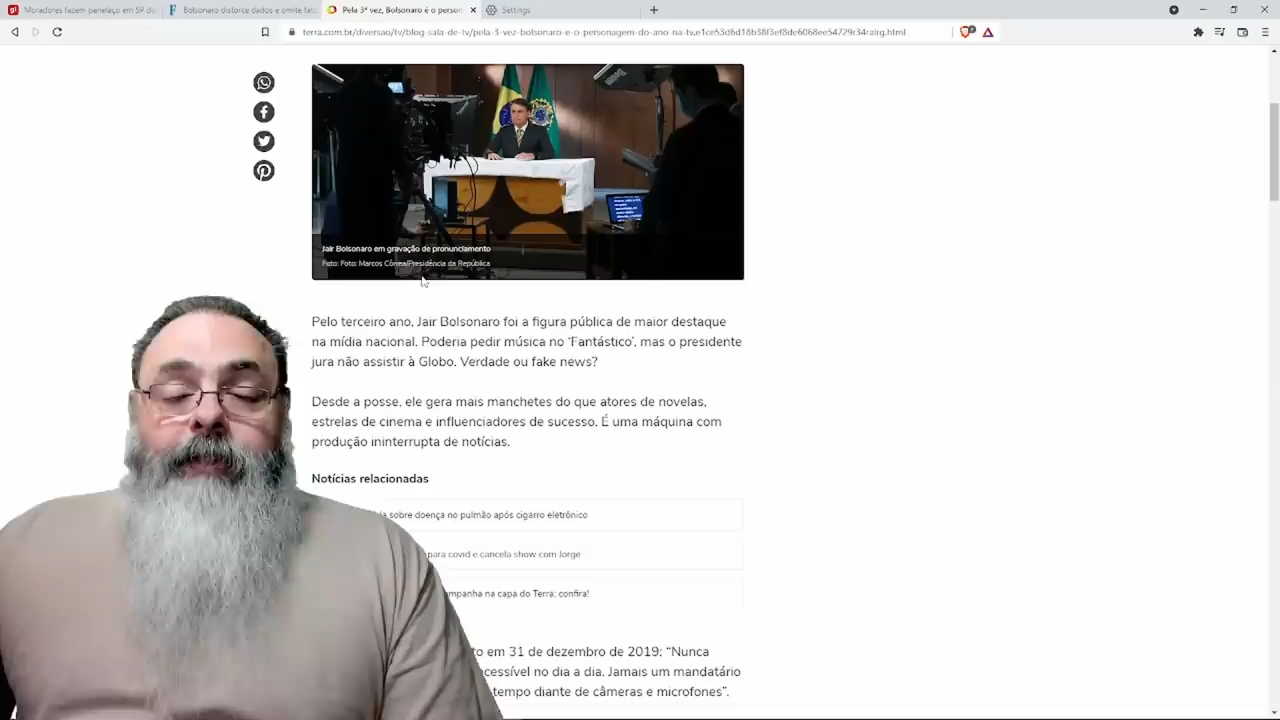 Moradores fazem panelaço em SP du
Bolsonaro distorce dados e omite fato
Pela 3ª vez, Bolsonaro é o person
Settings
terra.com.br/diversao/tv/blog-sala-de-tv/pela-3-vez-bolsonaro-e-o-personagem-do-ano-na-tv,e1ce53d6d18b38f3ef8de6068ee54729r34ralrg.html
Jair Bolsonaro em gravação de pronunciamento
Foto: Foto: Marcos Côrrea/Presidência da República
Pelo terceiro ano, Jair Bolsonaro foi a figura pública de maior destaque
na mídia nacional. Poderia pedir música no ‘Fantástico’, mas o presidente
jura não assistir à Globo. Verdade ou fake news?
Desde a posse, ele gera mais manchetes do que atores de novelas,
estrelas de cinema e influenciadores de sucesso. É uma máquina com
produção ininterrupta de notícias.
Notícias relacionadas
sobre doença no pulmão após cigarro eletrônico
para covid e cancela show com Jorge
mpanha na capa do Terra; confira!
to em 31 de dezembro de 2019: “Nunca
cessível no dia a dia. Jamais um mandatário
tempo diante de câmeras e microfones”.